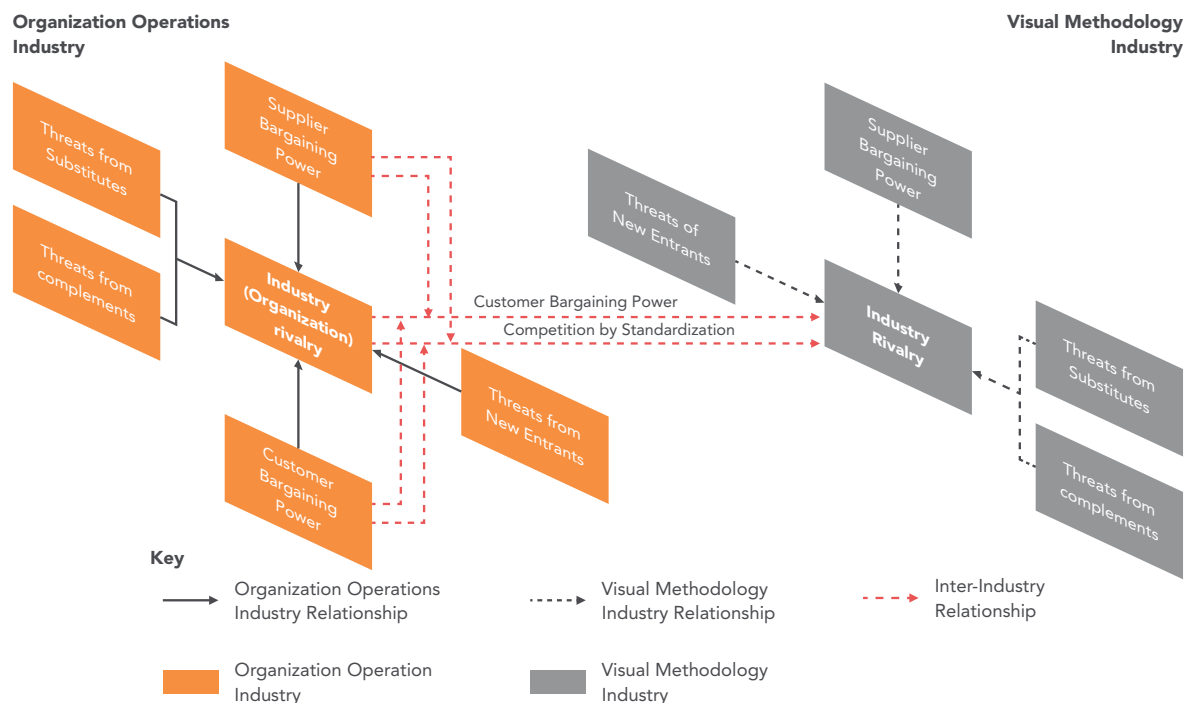 Organization Operations
Industry
Visual Methodology
Industry
Threats from
Substitutes
Supplier
Bargaining
Power
Supplier
Bargaining
Power
Threats of
New Entrants
Threats from
complements
Industry
(Organization)
rivalry
Customer Bargaining Power
Competition by Standardization
Industry
Rivalry
Threats from
Substitutes
Threats from
New Entrants
Customer
Bargaining
Power
Threats from
complements
Key
Organization Operations
Industry Relationship
Visual Methodology
Industry Relationship
Inter-Industry
Relationship
Organization Operation
Industry
Visual Methodology
Industry